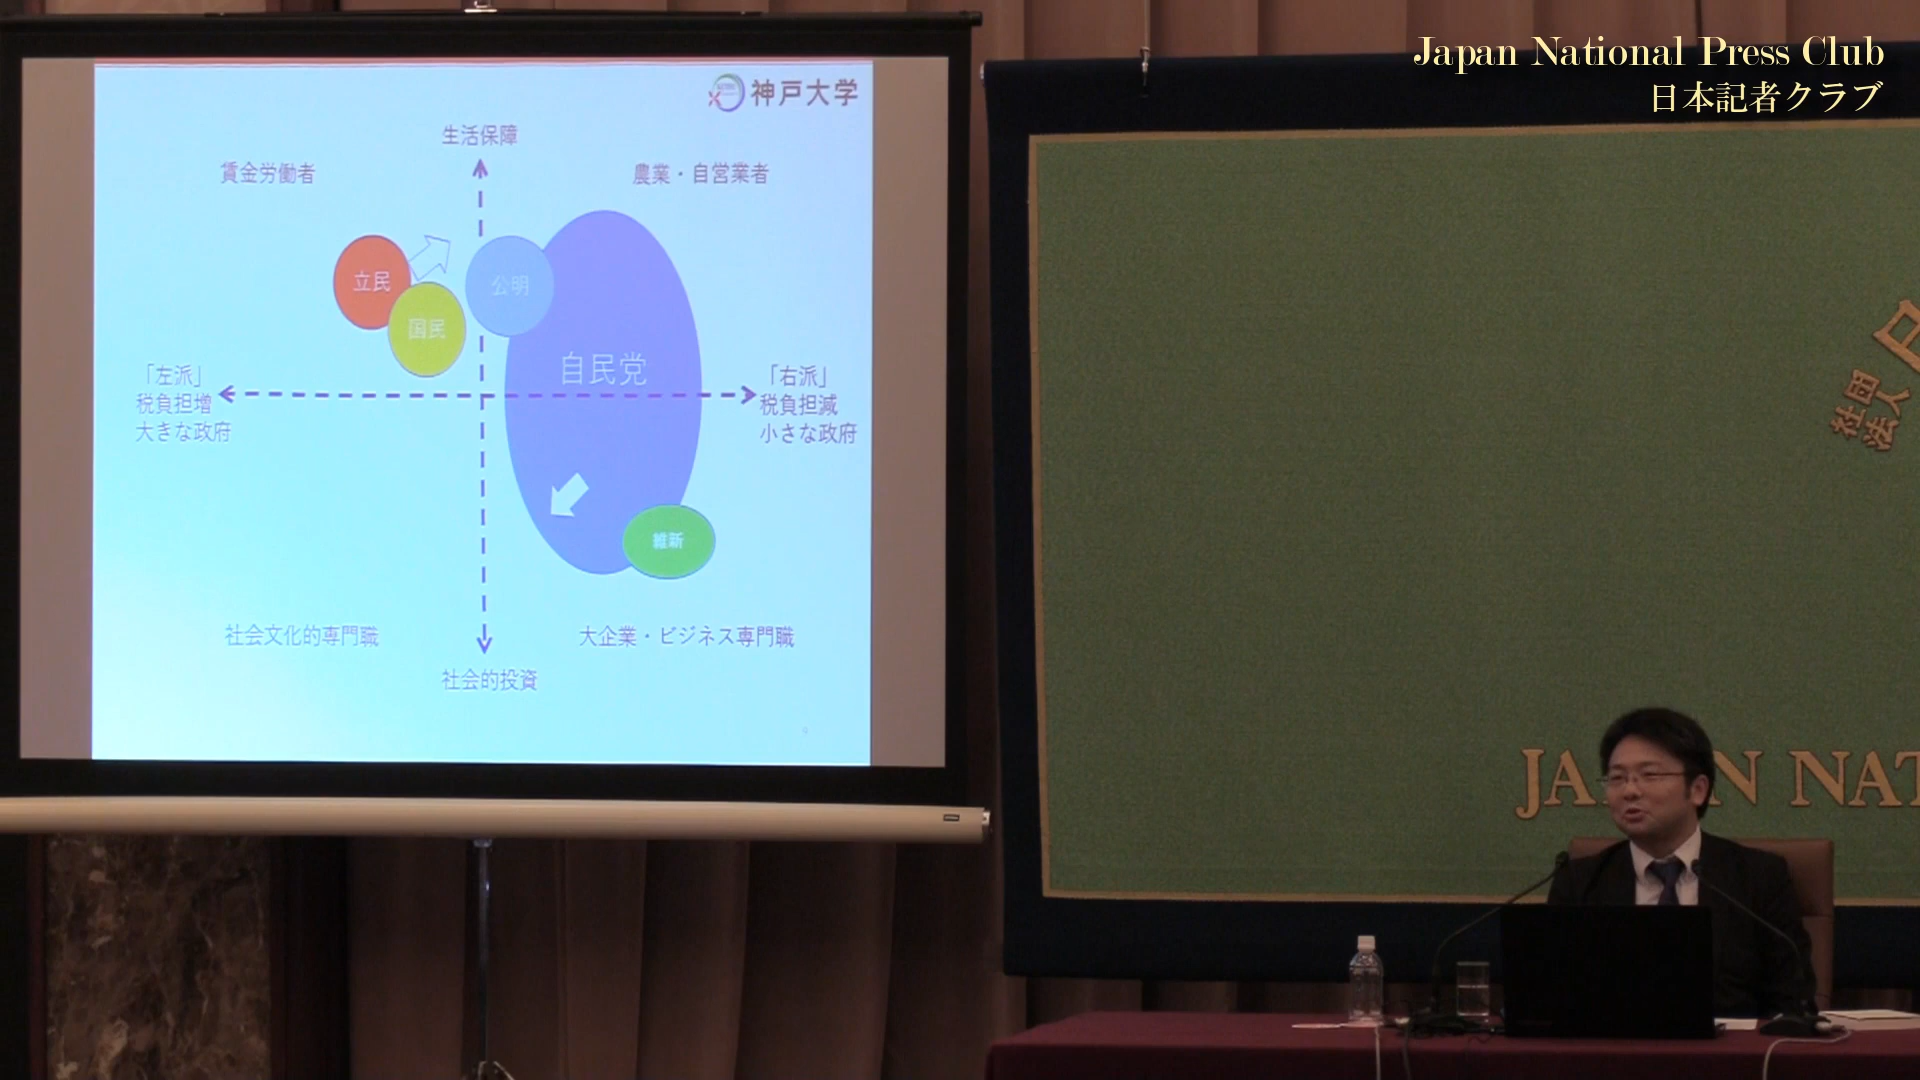 Japan National Press Club
日本記者クラブ
神戸大学
生活保障
賃金労働者
農業・自営業者
立民
公明
国民
自民党
「左派」
税負担増
大きな政府
「右派」
税負担減
小さな政府
維新
社会文化的専門職
大企業・ビジネス専門職
社会的投資
社団
法人
JAPAN NAT